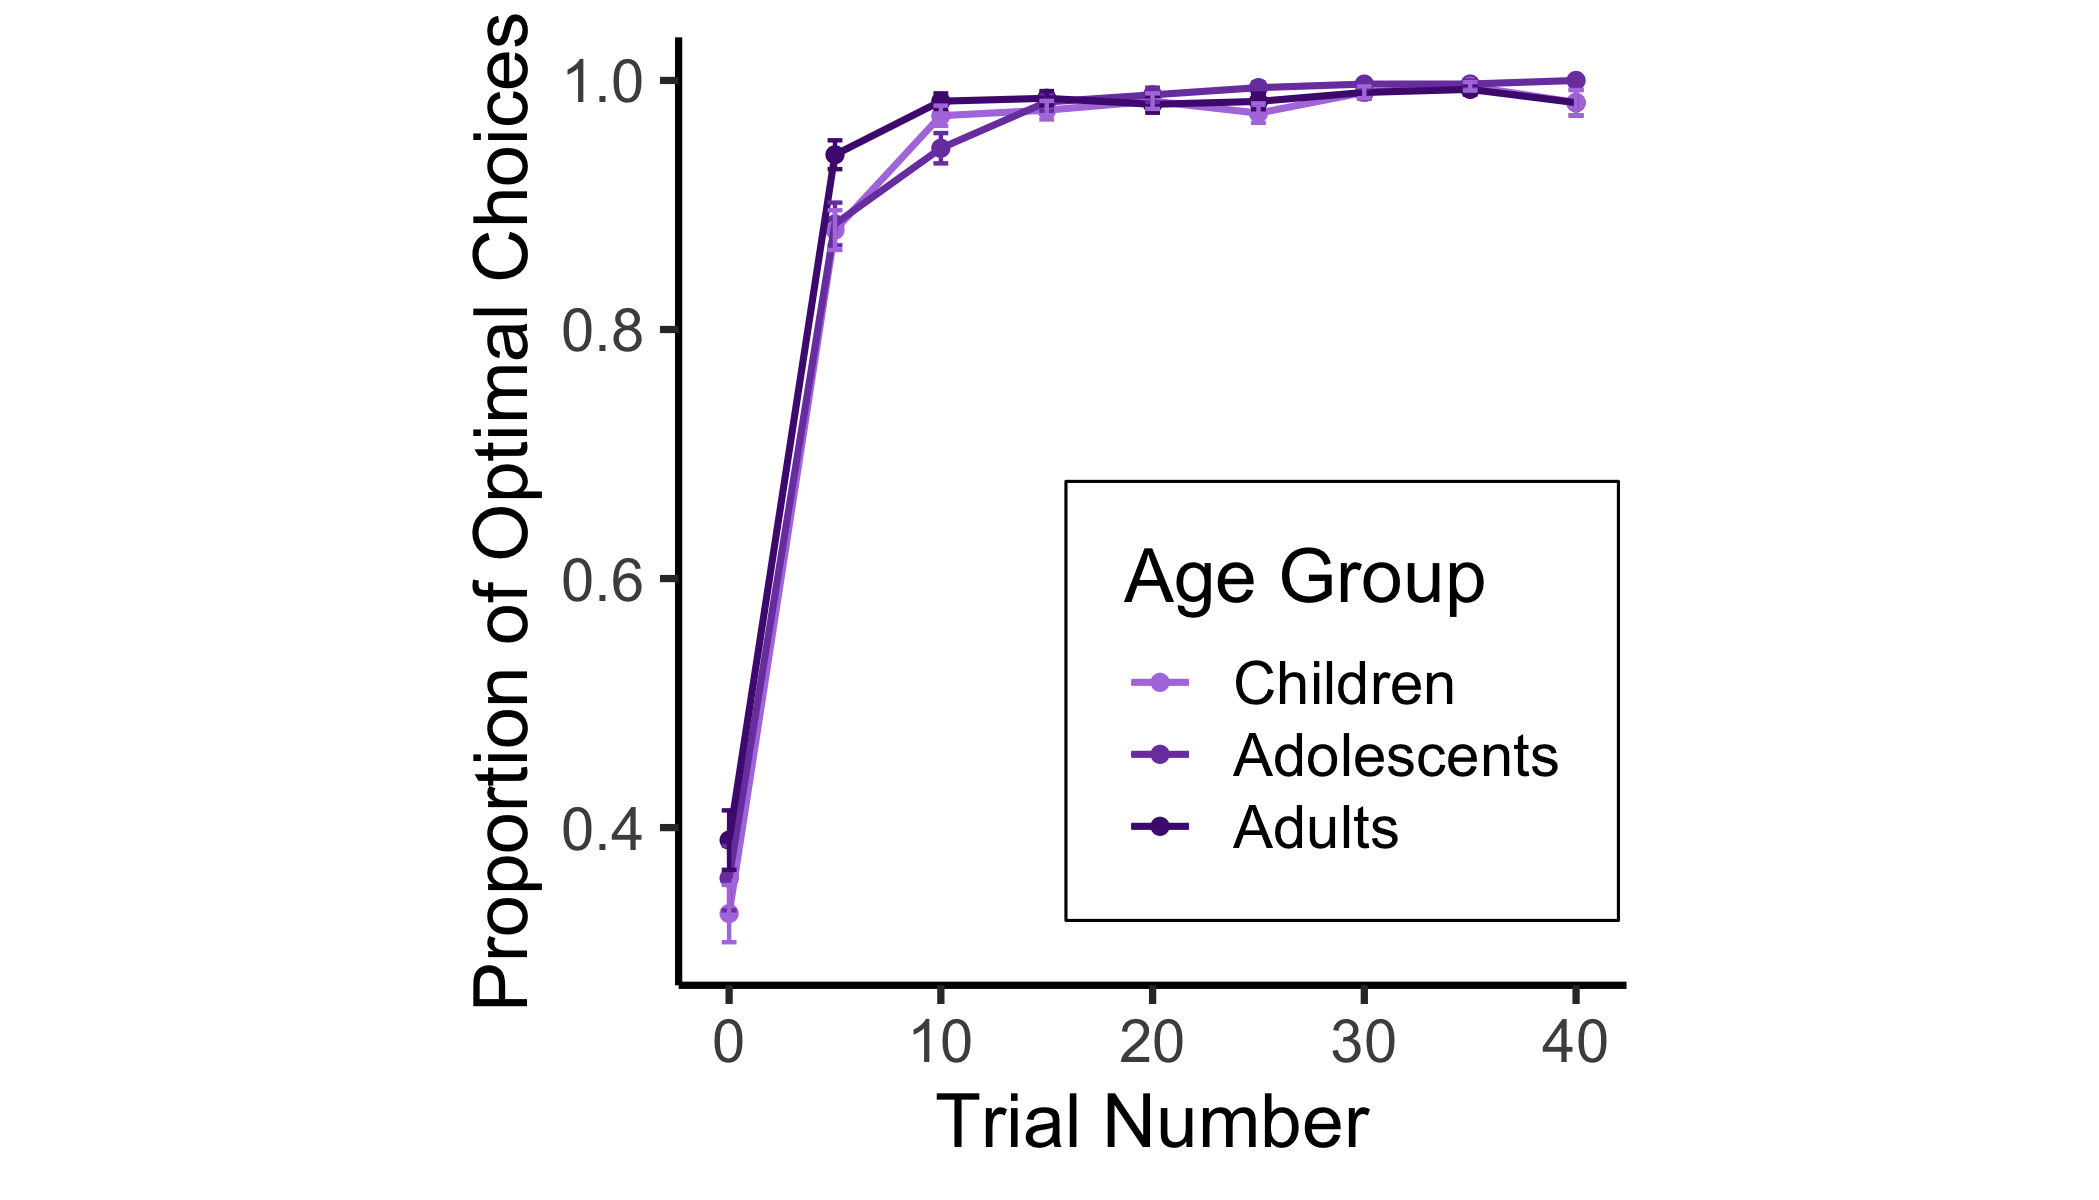 Proportion of Optimal Choices
1.0
0.8
0.6
0.4
0
10
20
30
40
Trial Number
Age Group
Children
Adolescents
Adults